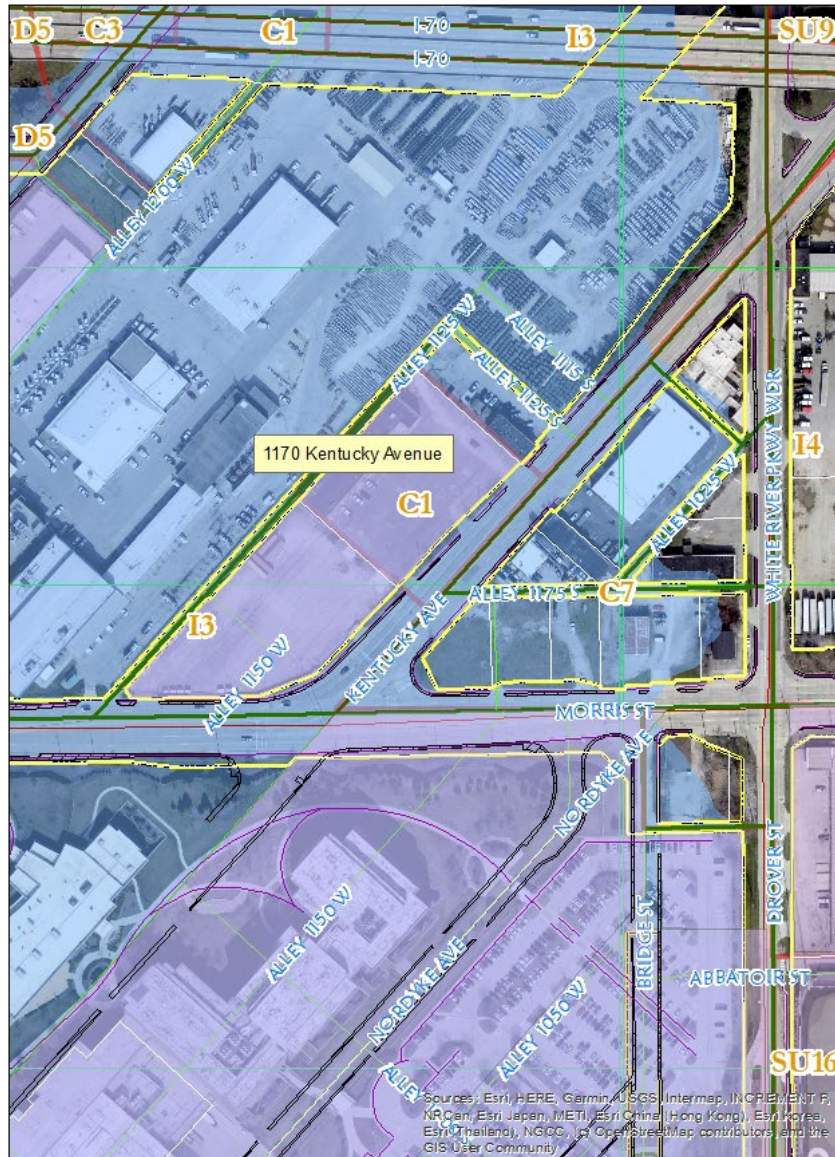 D5
C3
C1
I-70
I-70
I3
SU9
D5
ALLEY 1200 W
ALLEY 1125 W
ALLEY 1115 S
ALLEY 1125 S
1170 Kentucky Avenue
C1
I4
ALLEY 1025 W
WHITE RIVER PKWY WDR
ALLEY 1175 S
C7
I3
ALLEY 1150 W
KENTUCKY AVE
MORRIS ST
NORDYKE AVE
DROVER ST
ALLEY 1150 W
NORDYKE AVE
BRIDGE ST
ABBATOIR ST
ALLEY 1050 W
SU16
Sources: Esri, HERE, Garmin, USGS, Intermap, INCREMENT P,
NRCan, Esri Japan, METI, Esri China (Hong Kong), Esri Korea,
Esri (Thailand), NGCC, (c) OpenStreetMap contributors, and the
GIS User Community